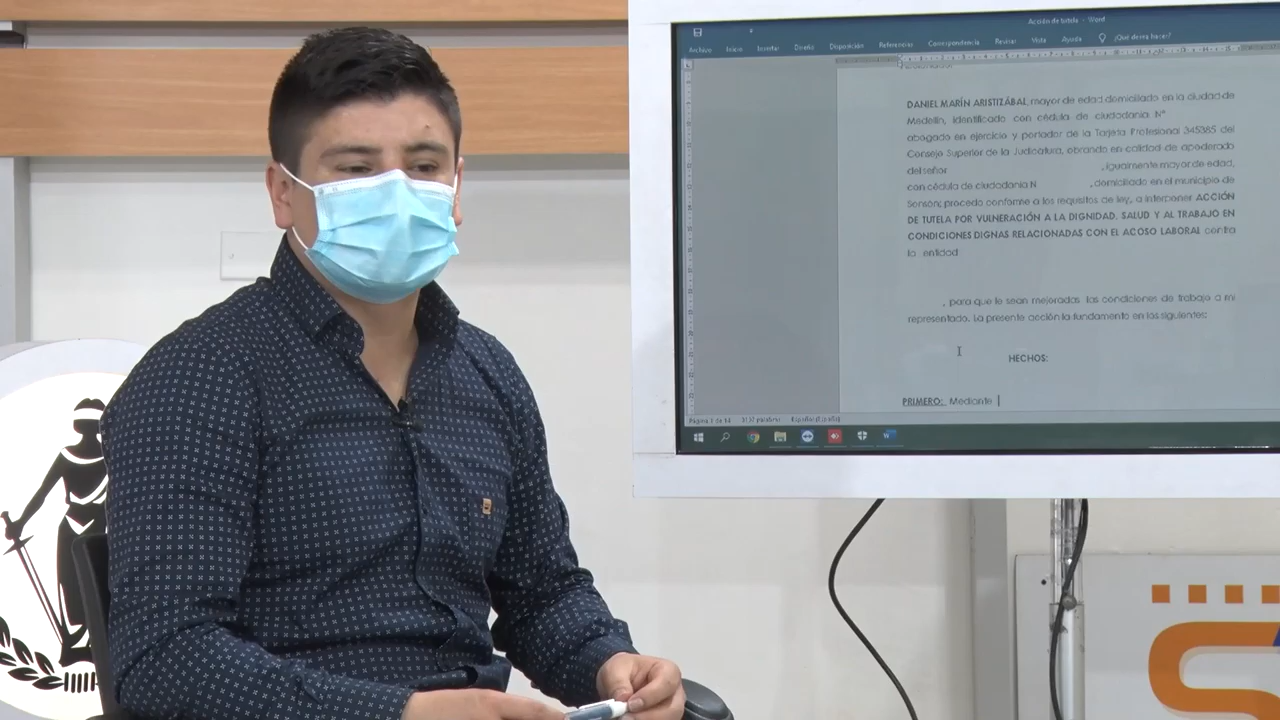 Acción de tutela - Word
Archivo Inicio Insertar Diseño Disposición Referencias Correspondencia Revisar Vista Ayuda ¿Qué desea hacer?
DANIEL MARÍN ARISTIZÁBAL, mayor de edad domiciliado en la ciudad de
Medellín, identificado con cédula de ciudadanía N°
abogado en ejercicio y portador de la Tarjeta Profesional 345385 del
Consejo Superior de la Judicatura, obrando en calidad de apoderado
del señor , igualmente mayor de edad,
con cédula de ciudadanía N , domiciliado en el municipio de
Sonson; procedo conforme a los requisitos de ley, a interponer ACCIÓN
DE TUTELA POR VULNERACIÓN A LA DIGNIDAD, SALUD Y AL TRABAJO EN
CONDICIONES DIGNAS RELACIONADAS CON EL ACOSO LABORAL contra
la entidad
, para que le sean mejoradas las condiciones de trabajo a mi
representado. La presente acción la fundamento en los siguientes:
HECHOS:
PRIMERO: Mediante